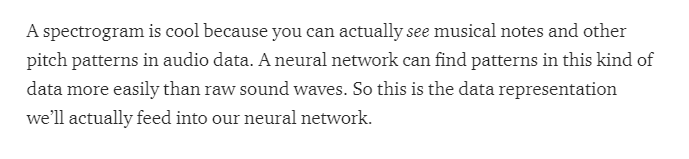 A spectrogram is cool because you can actually see musical notes and other
pitch patterns in audio data. A neural network can find patterns in this kind of
data more easily than raw sound waves. So this is the data representation
we’ll actually feed into our neural network.